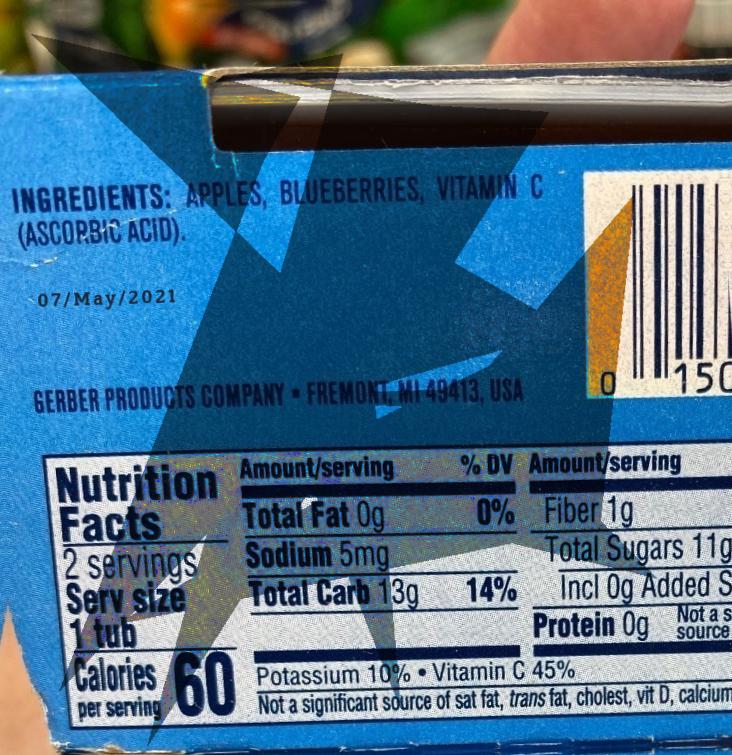 INGREDIENTS: APPLES, BLUEBERRIES, VITAMIN C
(ASCORBIC ACID).
07/May/2021
GERBER PRODUCTS COMPANY • FREMONT, MI 49413, USA
0 150
Nutrition
Facts
2 servings
Serv size
1 tub
Calories 60
per serving
Amount/serving % DV
Total Fat 0g 0%
Sodium 5mg
Total Carb 13g 14%
Amount/serving
Fiber 1g
Total Sugars 11g
Incl 0g Added S
Protein 0g Not a s
source
Potassium 10% • Vitamin C 45%
Not a significant source of sat fat, trans fat, cholest, vit D, calcium